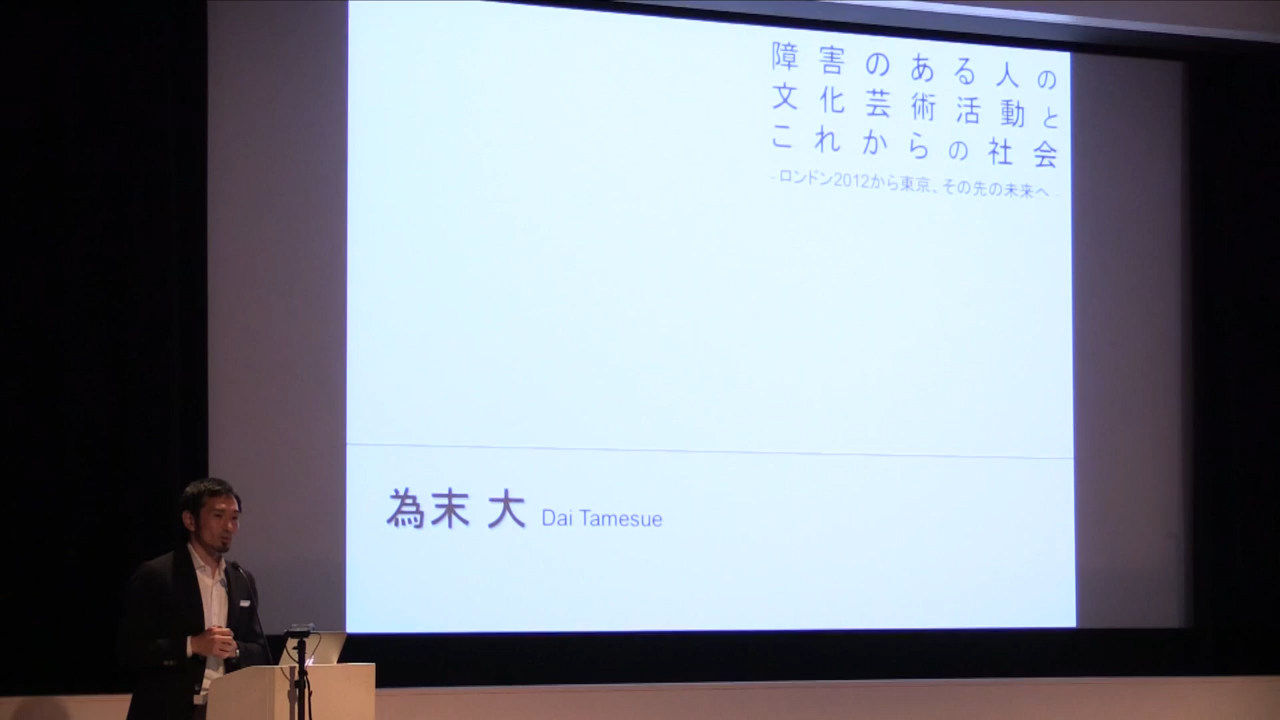 障害のある人の
文化芸術活動と
これからの社会
- ロンドン2012から東京、その先の未来へ -
為末 大 Dai Tamesue